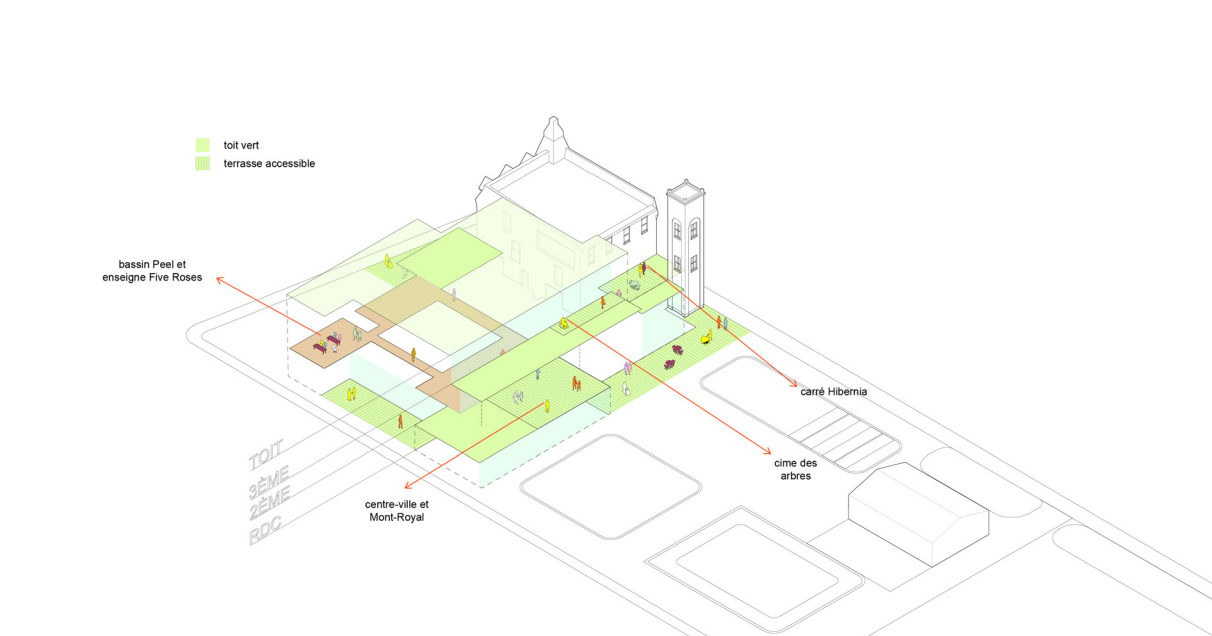 toit vert
terrasse accessible
bassin Peel et
enseigne Five Roses
carré Hibernia
cime des
arbres
centre-ville et
Mont-Royal
TOIT
3ÈME
2ÈME
RDC